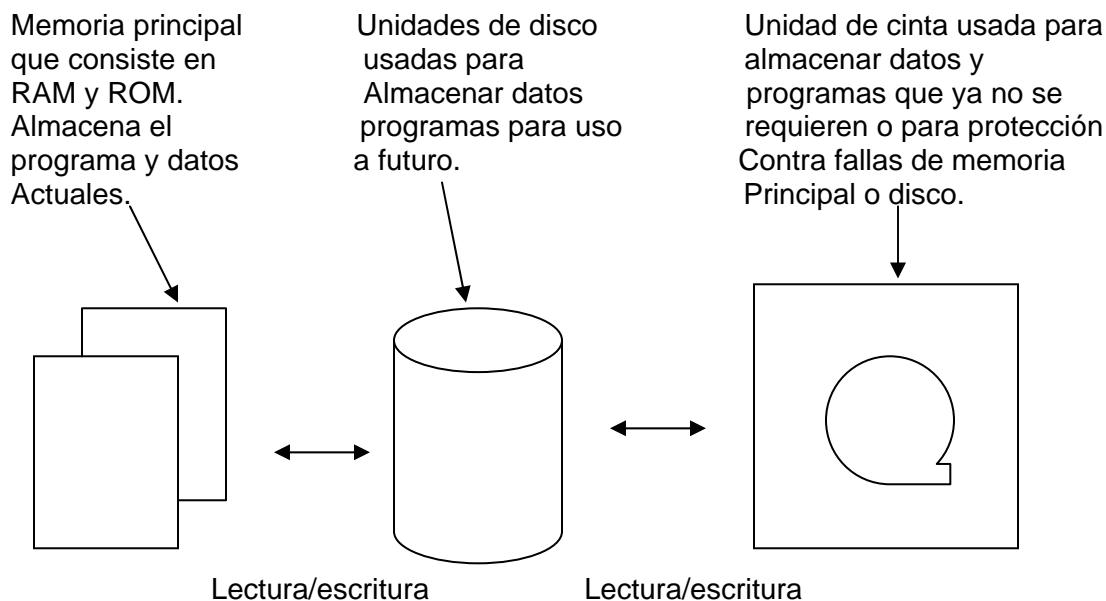 Memoria principal
que consiste en
RAM y ROM.
Almacena el
programa y datos
Actuales.
Unidades de disco
usadas para
Almacenar datos
programas para uso
a futuro.
Unidad de cinta usada para
almacenar datos y
programas que ya no se
requieren o para protección
Contra fallas de memoria
Principal o disco.
Lectura/escritura
Lectura/escritura